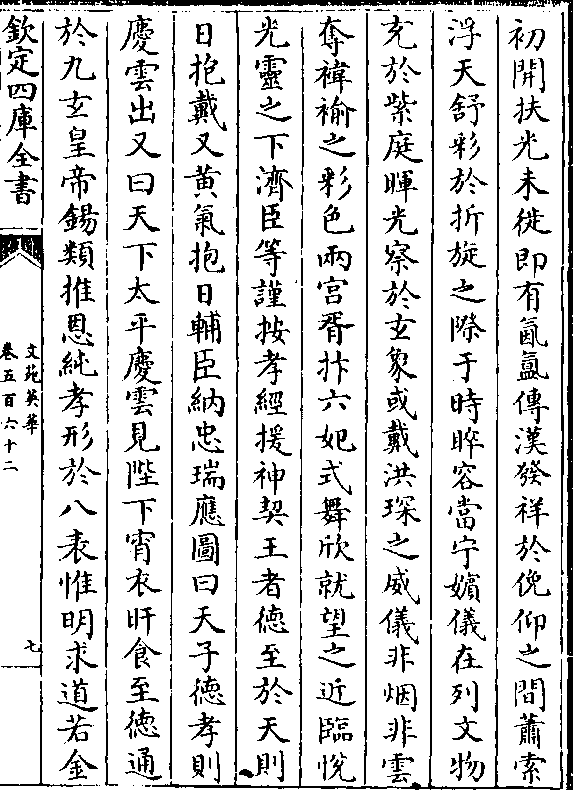 初開扶光未徙即有氤氲傳漢發祥於俛仰之間蕭索
浮天舒彩於折旋之際于時睟容當宁嬪儀在列文物
充於紫庭暉光察於玄象或戴洪琛之威儀非烟非雲
奪褘褕之彩色兩宫胥抃六妃式舞欣就望之近臨悅
光靈之下濟臣等謹按孝經援神契王者德至於天則
日抱戴又黄氣抱日輔臣納忠瑞應圖曰天子德孝則
慶雲出又曰天下太平慶雲見陛下宵衣旰食至德通
於九玄皇帝錫類推恩純孝形於八表惟明求道若金
欽定四庫全書
文苑英華
卷五百六十二
七